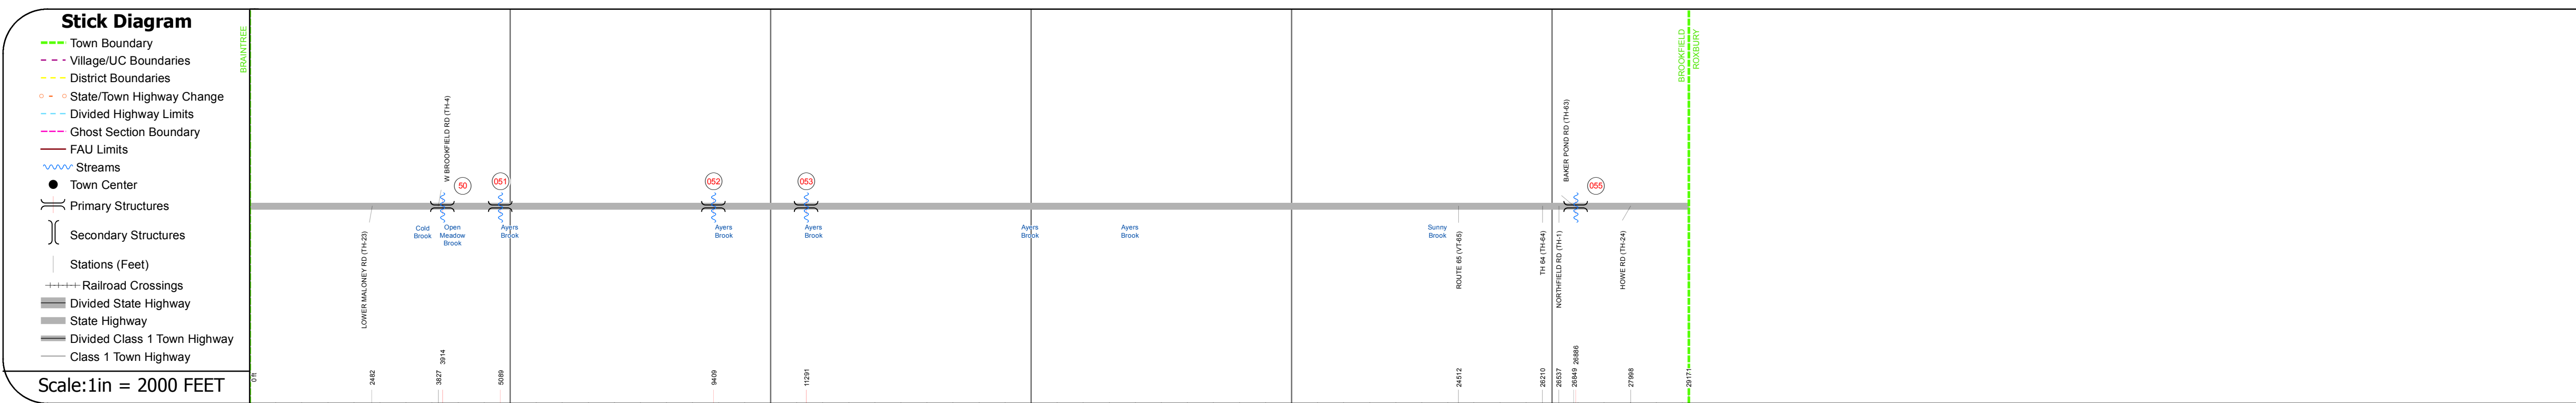 Stick Diagram
Town Boundary
Village/UC Boundaries
District Boundaries
State/Town Highway Change
Divided Highway Limits
Ghost Section Boundary
FAU Limits
Streams
Town Center
Primary Structures
Secondary Structures
Stations (Feet)
Railroad Crossings
Divided State Highway
State Highway
Divided Class 1 Town Highway
Class 1 Town Highway
Scale:1in = 2000 FEET
BRAINTREE
LOWER MALONEY RD (TH-23)
W BROOKFIELD RD (TH-4)
50
051
052
053
055
Cold
Brook
Open
Meadow
Brook
Ayers
Brook
Ayers
Brook
Ayers
Brook
Ayers
Brook
Ayers
Brook
Sunny
Brook
ROUTE 65 (VT-65)
TH 64 (TH-64)
NORTHFIELD RD (TH-1)
BAKER POND RD (TH-63)
HOWE RD (TH-24)
BROOKFIELD
ROXBURY
0 ft
2482
3827
3914
5089
9409
11291
24512
26210
26537
26849
26886
27998
29171